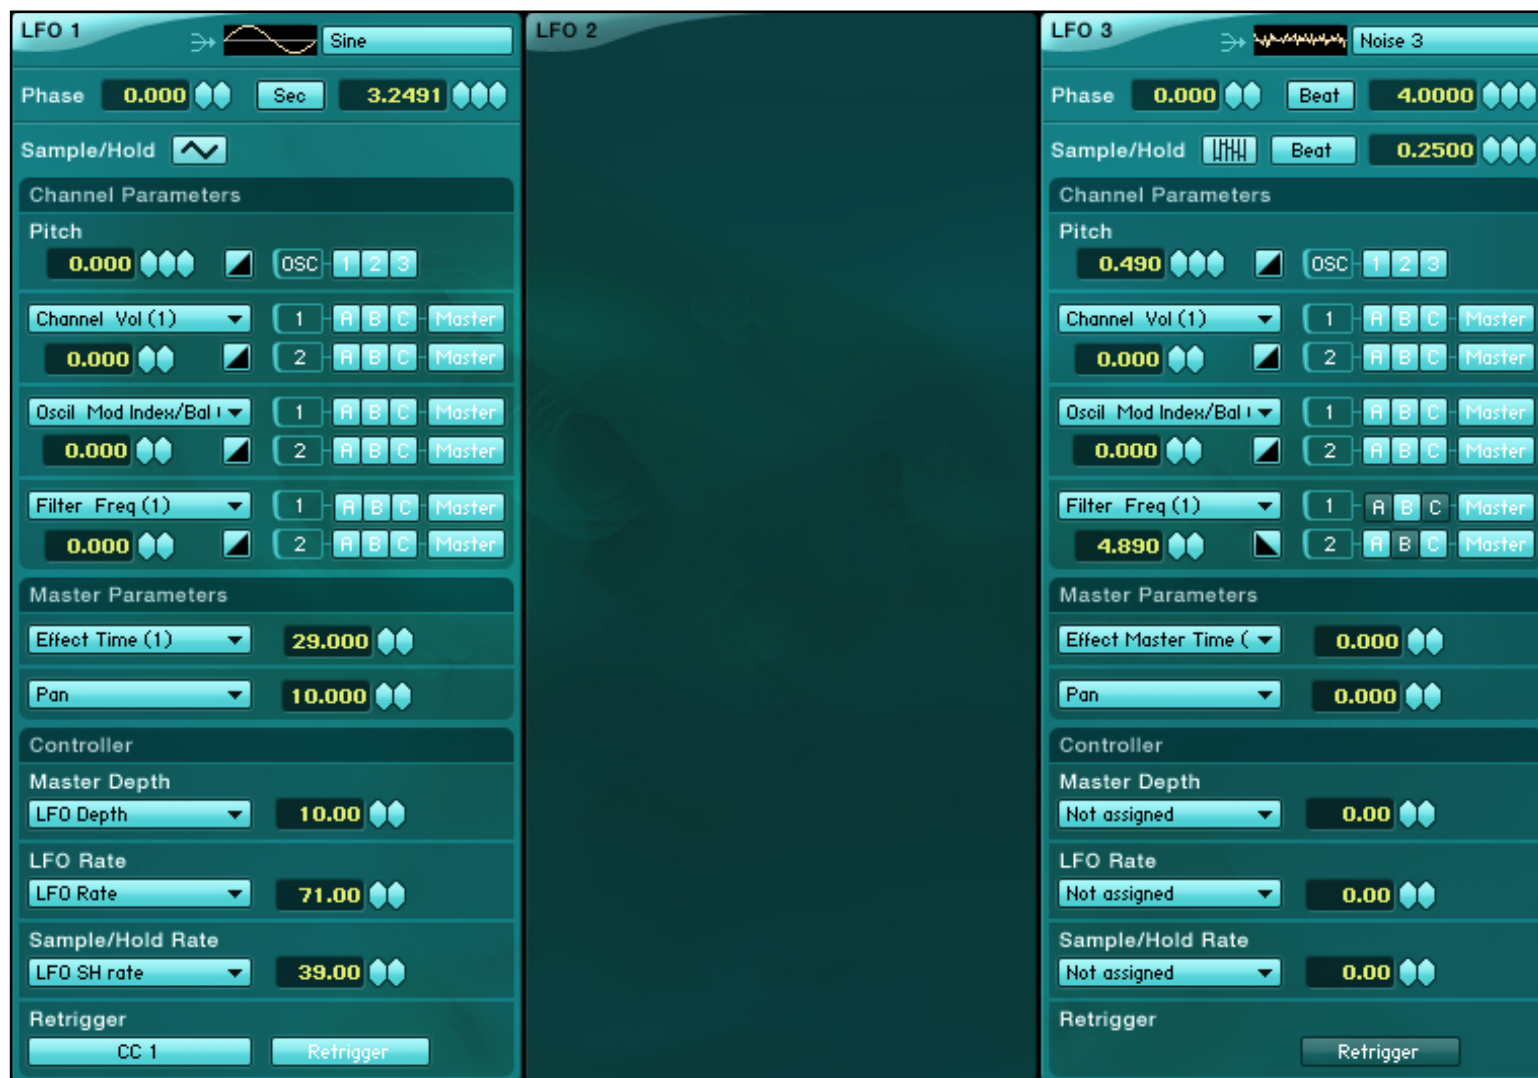 LFO 1
Sine
Phase 0.000 Sec 3.2491
Sample/Hold
Channel Parameters
Pitch
0.000 OSC 1 2 3
Channel Vol (1) 1 A B C Master
0.000 2 A B C Master
Oscil Mod Index/Bal 1 A B C Master
0.000 2 A B C Master
Filter Freq (1) 1 A B C Master
0.000 2 A B C Master
Master Parameters
Effect Time (1) 29.000
Pan 10.000
Controller
Master Depth
LFO Depth 10.00
LFO Rate
LFO Rate 71.00
Sample/Hold Rate
LFO SH rate 39.00
Retrigger
CC 1 Retrigger
LFO 2
LFO 3
Noise 3
Phase 0.000 Beat 4.0000
Sample/Hold Beat 0.2500
Channel Parameters
Pitch
0.490 OSC 1 2 3
Channel Vol (1) 1 A B C Master
0.000 2 A B C Master
Oscil Mod Index/Bal 1 A B C Master
0.000 2 A B C Master
Filter Freq (1) 1 A B C Master
4.890 2 A B C Master
Master Parameters
Effect Master Time ( 0.000
Pan 0.000
Controller
Master Depth
Not assigned 0.00
LFO Rate
Not assigned 0.00
Sample/Hold Rate
Not assigned 0.00
Retrigger
Retrigger